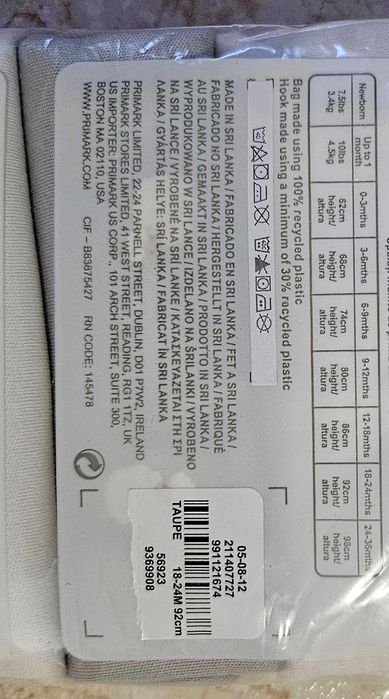 Newborn
7.5lbs
3.4kg
Up to 1
month
10lbs
4.5kg
0-3mths
62cm
height/
altura
3-6mths
68cm
height/
altura
6-9mths
74cm
height/
altura
9-12mths
80cm
height/
altura
12-18mths
86cm
height/
altura
18-24mths
92cm
height/
altura
24-36mths
98cm
height/
altura
Bag made using 100% recycled plastic
Hook made using a minimum of 30% recycled plastic
MADE IN SRI LANKA / FABRICADO EN SRI LANKA / FET A SRI LANKA /
FABRICADO NO SRI LANKA / HERGESTELLT IN SRI LANKA / FABRIQUÉ
AU SRI LANKA / GEMAAKT IN SRI LANKA / PRODOTTO IN SRI LANKA /
WYPRODUKOWANO W SRI LANCE / IZDELANO NA ŠRILANKI / VYROBENO
NA SRÍ LANCE / VYROBENÉ NA SRÍ LANKE / ΚΑΤΑΣΚΕΥΑΖΕΤΑΙ ΣΤΗ ΣΡΙ
ΛΑΝΚΑ / GYÁRTÁS HELYE: SRÍ LANKA / FABRICAT ÎN SRI LANKA
PRIMARK LIMITED, 22-24 PARNELL STREET, DUBLIN, D01 P7W2, IRELAND
PRIMARK STORES LIMITED, 41 WEST STREET, READING, RG1 1TZ, UK
US IMPORTER: PRIMARK US CORP., 101 ARCH STREET, SUITE 300,
BOSTON MA 02110, USA
WWW.PRIMARK.COM CIF – B83875427 RN CODE: 145478
05-08-12
211407727
991121674
TAUPE 18-24M 92cm
56923
9369908